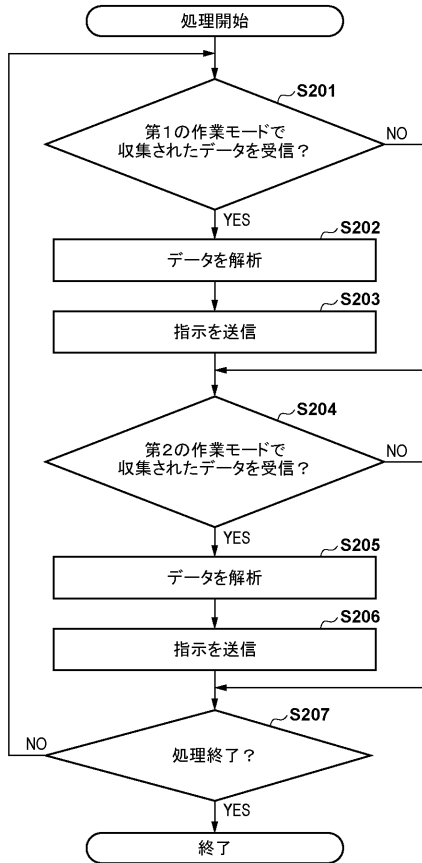 処理開始
S201
第1の作業モードで
収集されたデータを受信？
NO
YES
S202
データを解析
S203
指示を送信
S204
第2の作業モードで
収集されたデータを受信？
NO
YES
S205
データを解析
S206
指示を送信
S207
処理終了？
NO
YES
終了